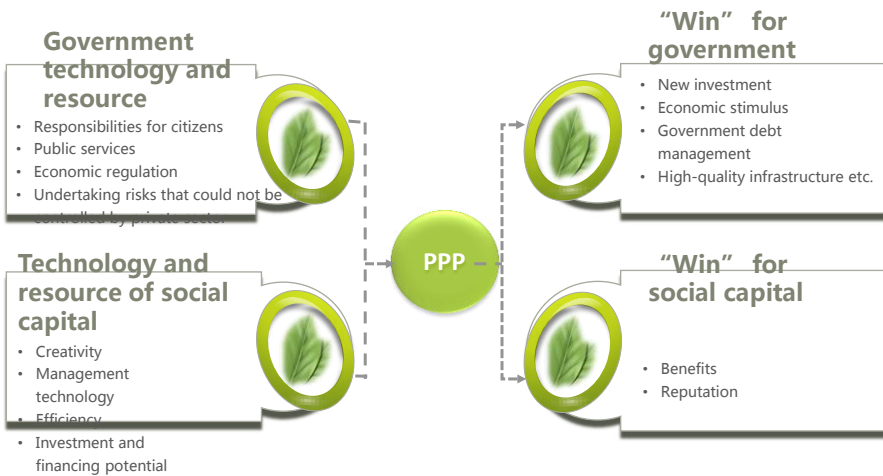 Government
technology and
resource
• Responsibilities for citizens
• Public services
• Economic regulation
• Undertaking risks that could not be
controlled by private sector
Technology and
resource of social
capital
• Creativity
• Management
technology
• Efficiency
• Investment and
financing potential
PPP
“Win” for
government
• New investment
• Economic stimulus
• Government debt
management
• High-quality infrastructure etc.
“Win” for
social capital
• Benefits
• Reputation